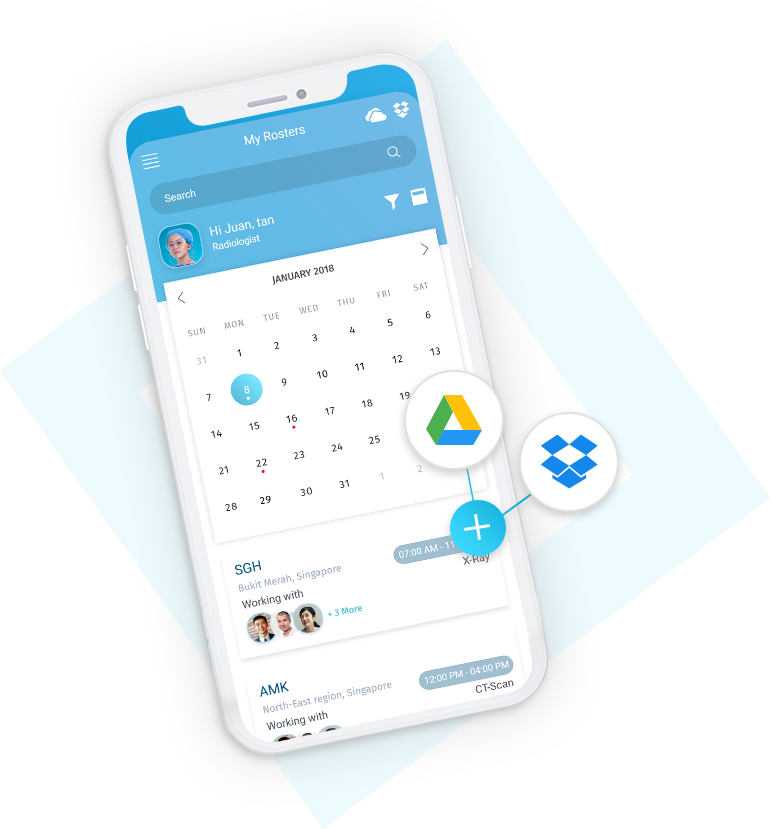 My Rosters
Search
Hi Juan, tan
Radiologist
JANUARY 2018
SUN MON TUE WED THU FRI SAT
31 1 2 3 4 5 6
7 8 9 10 11 12 13
14 15 16 17 18 19
21 22 23 24 25
28 29 30 31 1 2
SGH
07:00 AM - 11
Bukit Merah, Singapore
X-Ray
Working with
+ 3 More
AMK
12:00 PM - 04:00 PM
North-East region, Singapore
CT-Scan
Working with